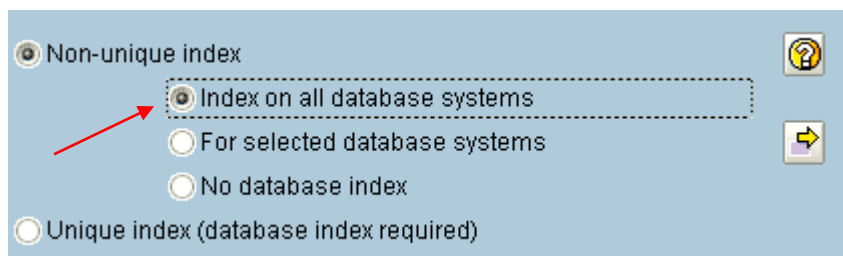 Non-unique index
Index on all database systems
For selected database systems
No database index
Unique index (database index required)